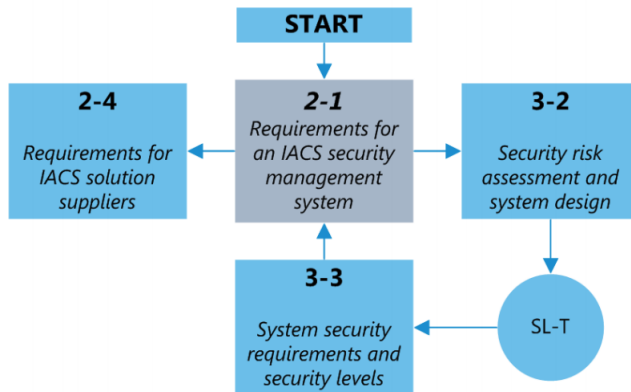 START
2-4
Requirements for
IACS solution
suppliers
2-1
Requirements for
an IACS security
management
system
3-2
Security risk
assessment and
system design
3-3
System security
requirements and
security levels
SL-T